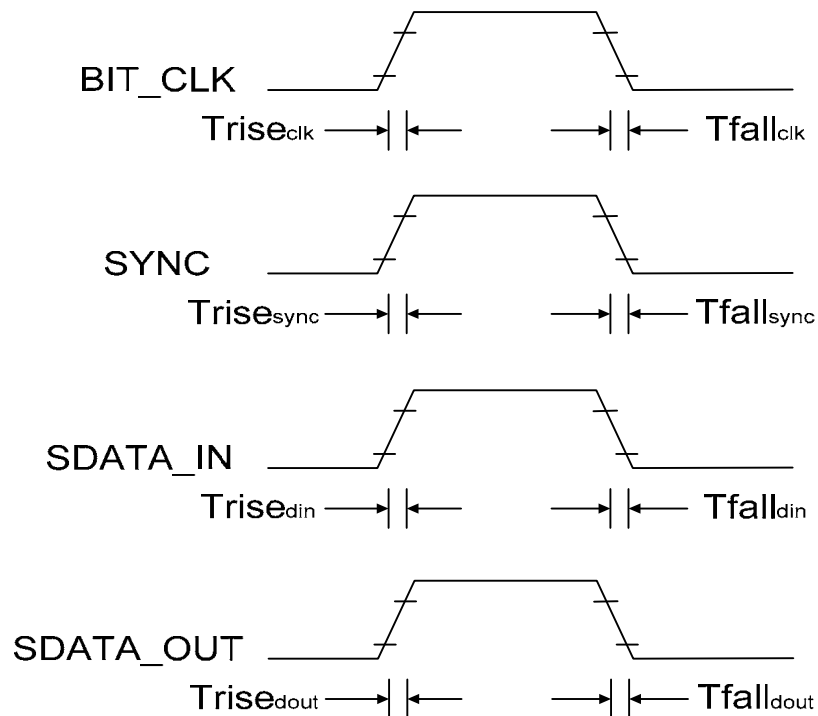 BIT_CLK
Triseclk
Tfallclk
SYNC
Trisesync
Tfallsync
SDATA_IN
Trisedin
Tfalldin
SDATA_OUT
Trisedout
Tfalldout